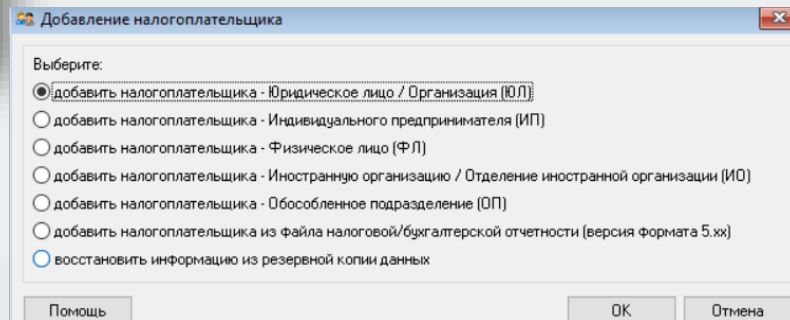 Добавление налогоплательщика
Выберите:
добавить налогоплательщика - Юридическое лицо / Организация (ЮЛ)
добавить налогоплательщика - Индивидуального предпринимателя (ИП)
добавить налогоплательщика - Физическое лицо (ФЛ)
добавить налогоплательщика - Иностранную организацию / Отделение иностранной организации (ИО)
добавить налогоплательщика - Обособленное подразделение (ОП)
добавить налогоплательщика из файла налоговой/бухгалтерской отчетности (версия формата 5.хх)
восстановить информацию из резервной копии данных
Помощь ОК Отмена